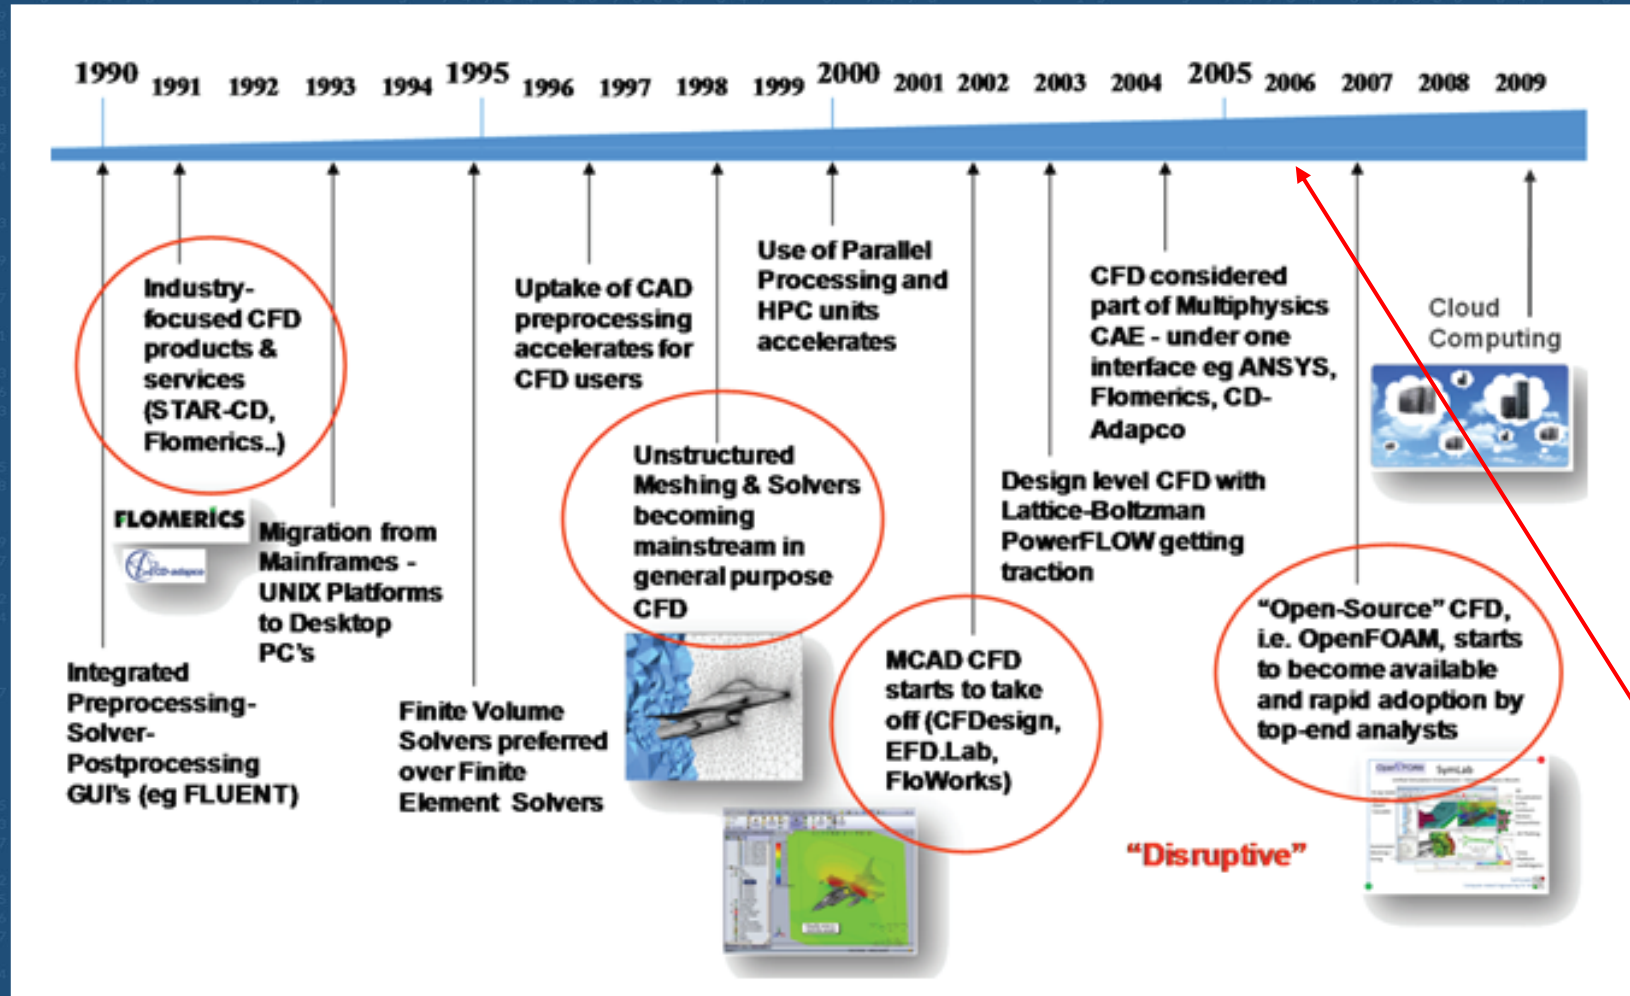 1990 1991 1992 1993 1994 1995 1996 1997 1998 1999 2000 2001 2002 2003 2004 2005 2006 2007 2008 2009
Industry-
focused CFD
products &
services
(STAR-CD,
Flomerics..)
FLOMERICS
CD-adapco
Migration from
Mainframes -
UNIX Platforms
to Desktop
PC's
Integrated
Preprocessing-
Solver-
Postprocessing
GUI's (eg FLUENT)
Finite Volume
Solvers preferred
over Finite
Element Solvers
Uptake of CAD
preprocessing
accelerates for
CFD users
Unstructured
Meshing & Solvers
becoming
mainstream in
general purpose
CFD
Use of Parallel
Processing and
HPC units
accelerates
MCAD CFD
starts to take
off (CFDesign,
EFD.Lab,
FloWorks)
Design level CFD with
Lattice-Boltzman
PowerFLOW getting
traction
CFD considered
part of Multiphysics
CAE - under one
interface eg ANSYS,
Flomerics, CD-
Adapco
Cloud
Computing
"Open-Source" CFD,
i.e. OpenFOAM, starts
to become available
and rapid adoption by
top-end analysts
"Disruptive"
OpenFOAM SymLab